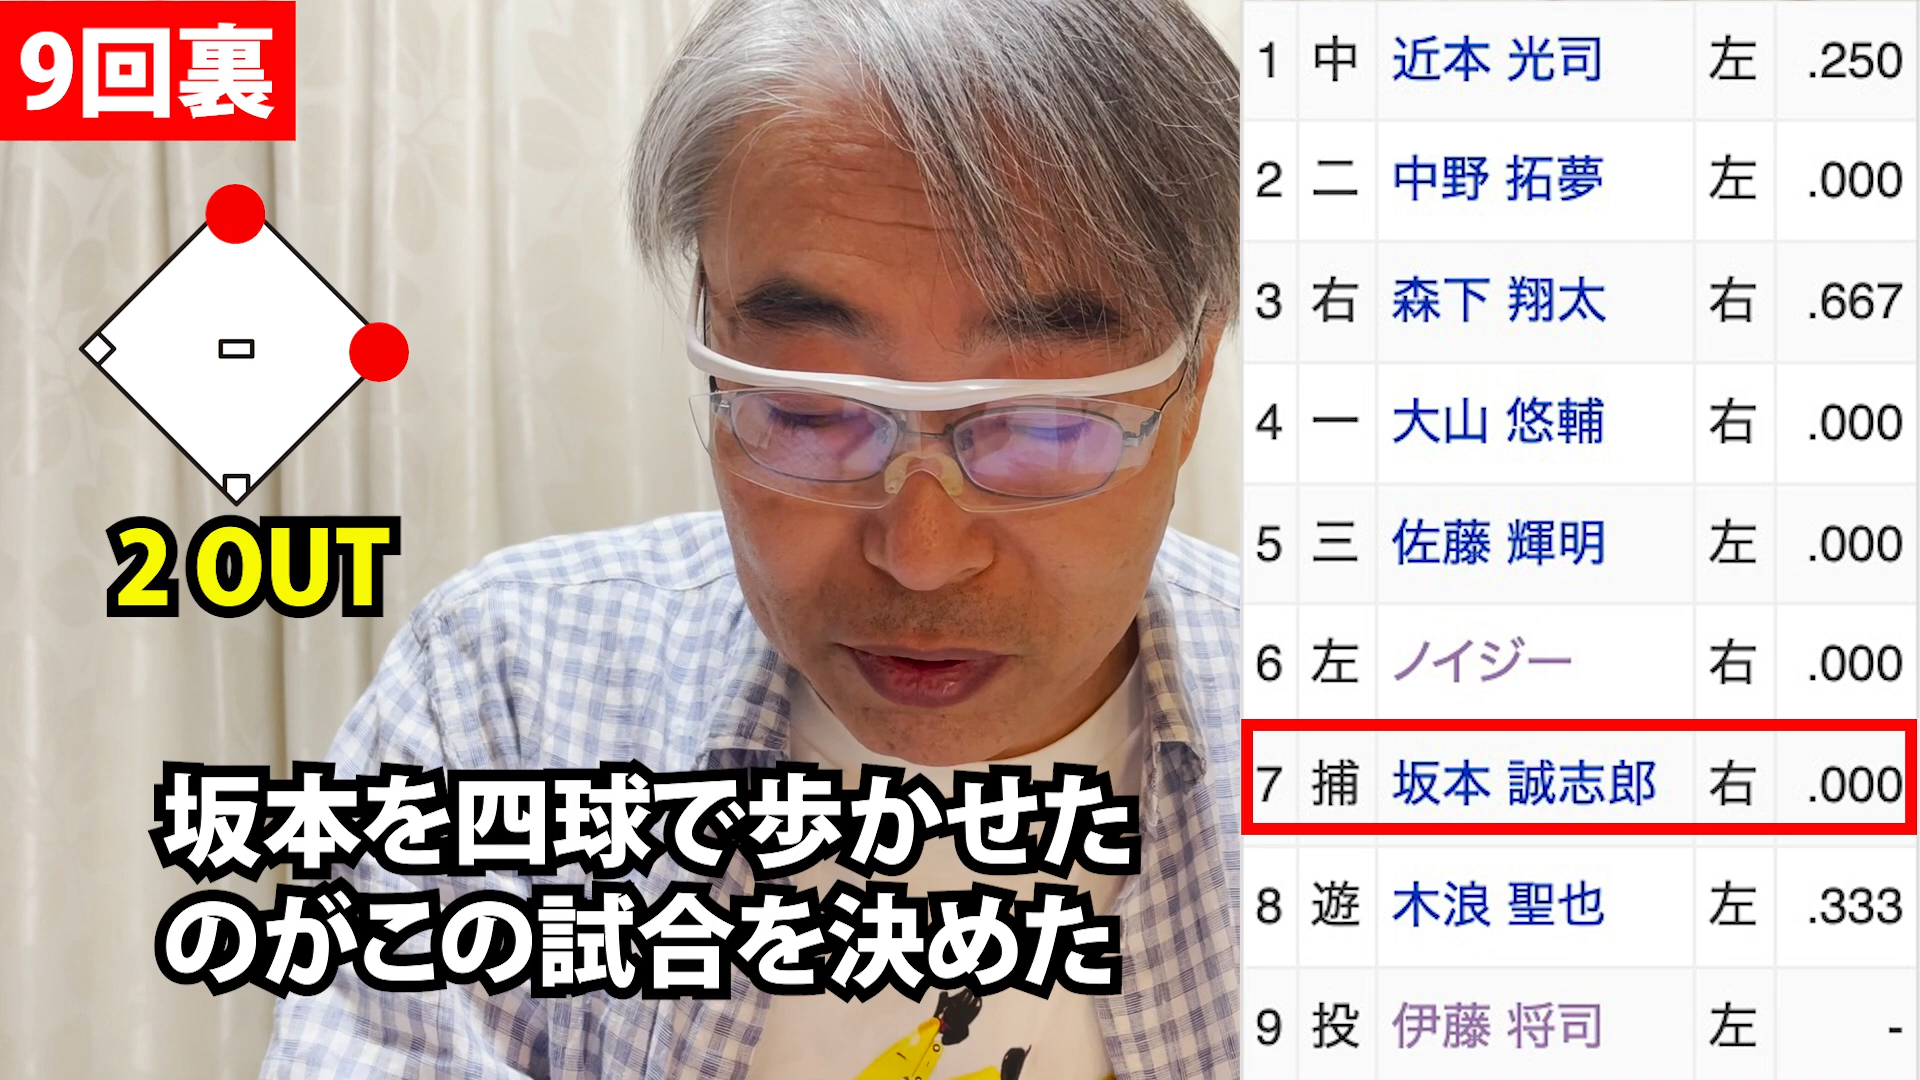 9回裏
2 OUT
坂本を四球で歩かせた
のがこの試合を決めた
1 中 近本 光司 左 .250
2 二 中野 拓夢 左 .000
3 右 森下 翔太 右 .667
4 一 大山 悠輔 右 .000
5 三 佐藤 輝明 左 .000
6 左 ノイジー 右 .000
7 捕 坂本 誠志郎 右 .000
8 遊 木浪 聖也 左 .333
9 投 伊藤 将司 左 -